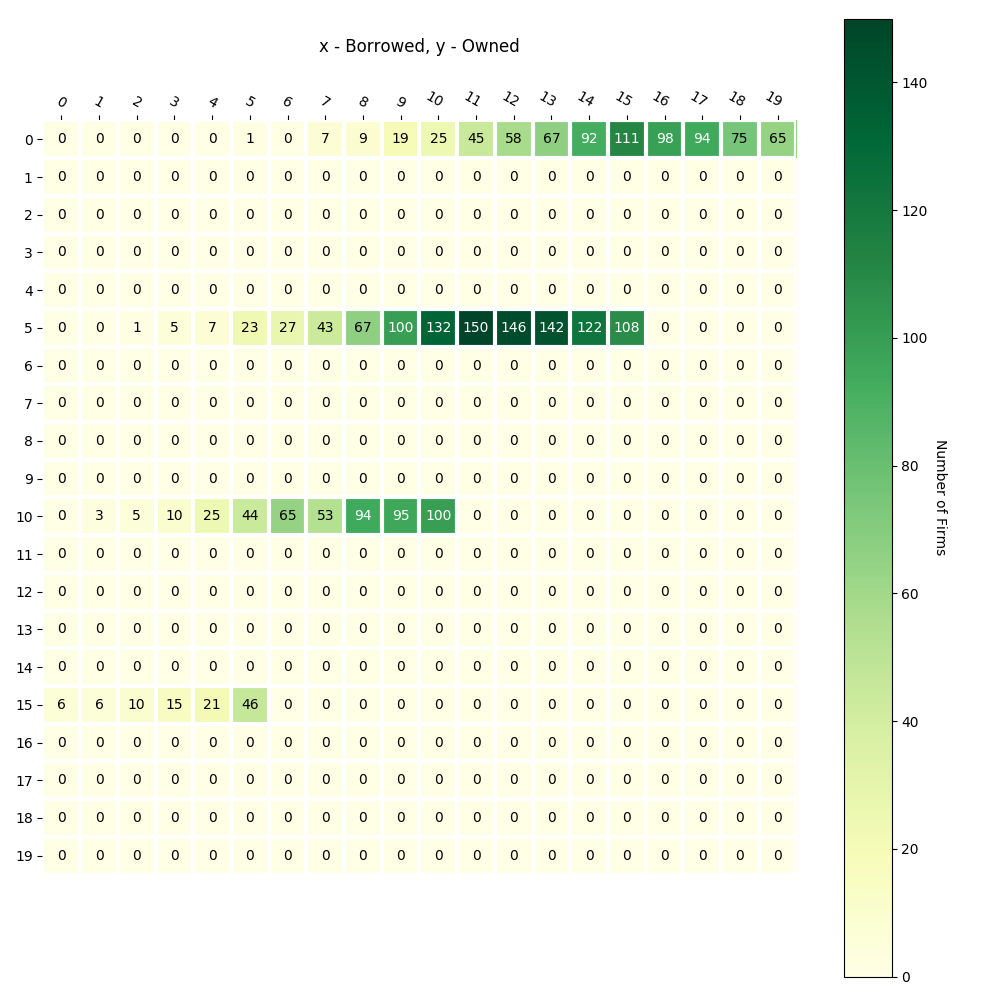 x - Borrowed, y - Owned
0 1 2 3 4 5 6 7 8 9 10 11 12 13 14 15 16 17 18 19
0 0 0 0 0 0 1 0 7 9 19 25 45 58 67 92 111 98 94 75 65
1 0 0 0 0 0 0 0 0 0 0 0 0 0 0 0 0 0 0 0 0
2 0 0 0 0 0 0 0 0 0 0 0 0 0 0 0 0 0 0 0 0
3 0 0 0 0 0 0 0 0 0 0 0 0 0 0 0 0 0 0 0 0
4 0 0 0 0 0 0 0 0 0 0 0 0 0 0 0 0 0 0 0 0
5 0 0 1 5 7 23 27 43 67 100 132 150 146 142 122 108 0 0 0 0
6 0 0 0 0 0 0 0 0 0 0 0 0 0 0 0 0 0 0 0 0
7 0 0 0 0 0 0 0 0 0 0 0 0 0 0 0 0 0 0 0 0
8 0 0 0 0 0 0 0 0 0 0 0 0 0 0 0 0 0 0 0 0
9 0 0 0 0 0 0 0 0 0 0 0 0 0 0 0 0 0 0 0 0
10 0 3 5 10 25 44 65 53 94 95 100 0 0 0 0 0 0 0 0 0
11 0 0 0 0 0 0 0 0 0 0 0 0 0 0 0 0 0 0 0 0
12 0 0 0 0 0 0 0 0 0 0 0 0 0 0 0 0 0 0 0 0
13 0 0 0 0 0 0 0 0 0 0 0 0 0 0 0 0 0 0 0 0
14 0 0 0 0 0 0 0 0 0 0 0 0 0 0 0 0 0 0 0 0
15 6 6 10 15 21 46 0 0 0 0 0 0 0 0 0 0 0 0 0 0
16 0 0 0 0 0 0 0 0 0 0 0 0 0 0 0 0 0 0 0 0
17 0 0 0 0 0 0 0 0 0 0 0 0 0 0 0 0 0 0 0 0
18 0 0 0 0 0 0 0 0 0 0 0 0 0 0 0 0 0 0 0 0
19 0 0 0 0 0 0 0 0 0 0 0 0 0 0 0 0 0 0 0 0
140
120
100
80
60
40
20
0
Number of Firms